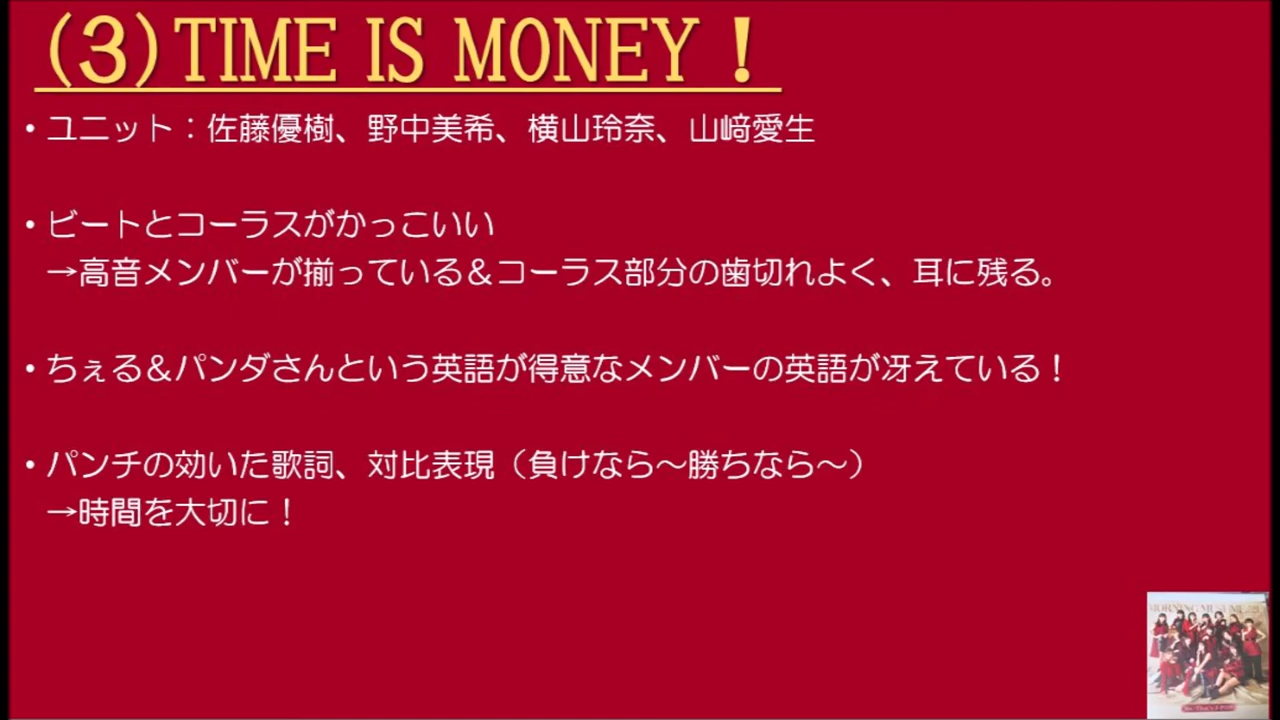 (3)TIME IS MONEY！
・ユニット：佐藤優樹、野中美希、横山玲奈、山﨑愛生
・ビートとコーラスがかっこいい
→高音メンバーが揃っている＆コーラス部分の歯切れよく、耳に残る。
・ちぇる＆パンダさんという英語が得意なメンバーの英語が冴えている！
・パンチの効いた歌詞、対比表現（負けなら～勝ちなら～）
→時間を大切に！
MORNING MUSUME